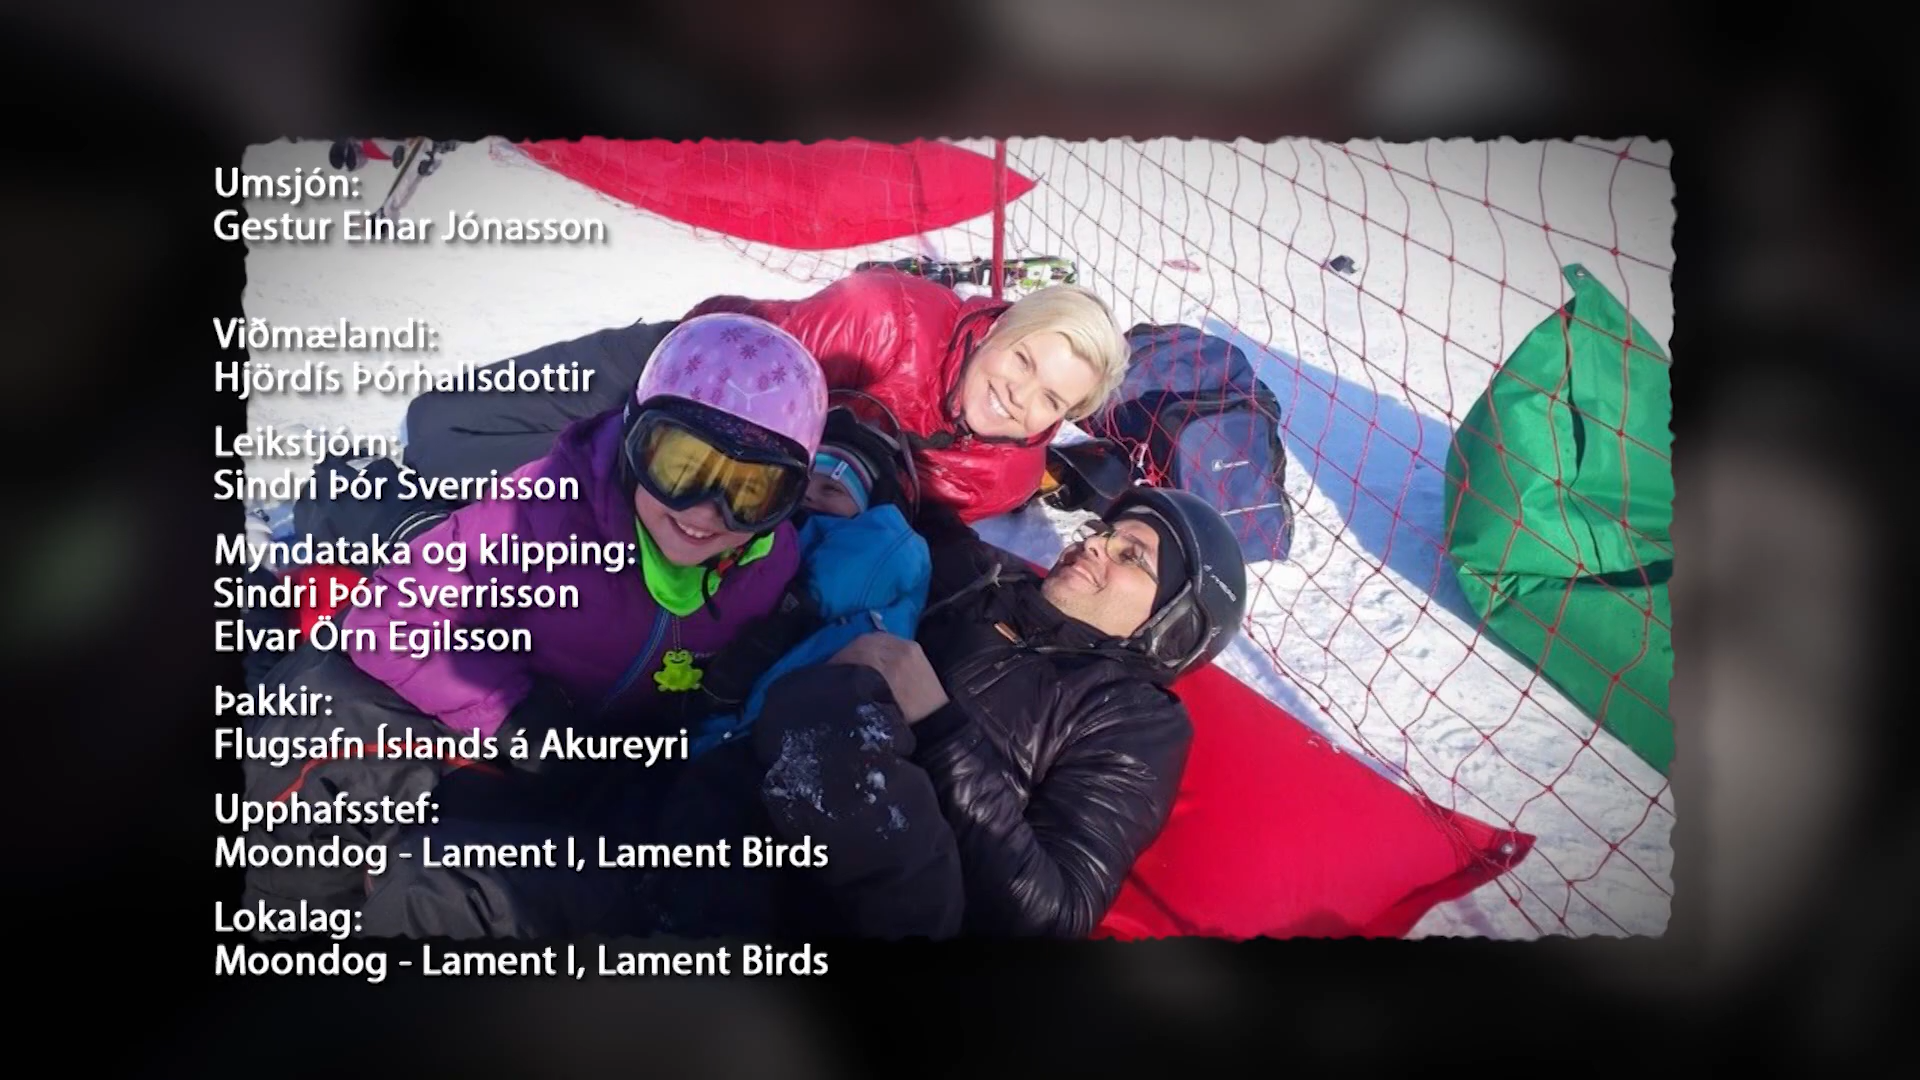 Umsjón:
Gestur Einar Jónasson
Viðmælandi:
Hjördís Þórhallsdottir
Leikstjórn:
Sindri Þór Sverrisson
Myndataka og klipping:
Sindri Þór Sverrisson
Elvar Örn Egilsson
Þakkir:
Flugsafn Íslands á Akureyri
Upphafsstef:
Moondog - Lament I, Lament Birds
Lokalag:
Moondog - Lament I, Lament Birds